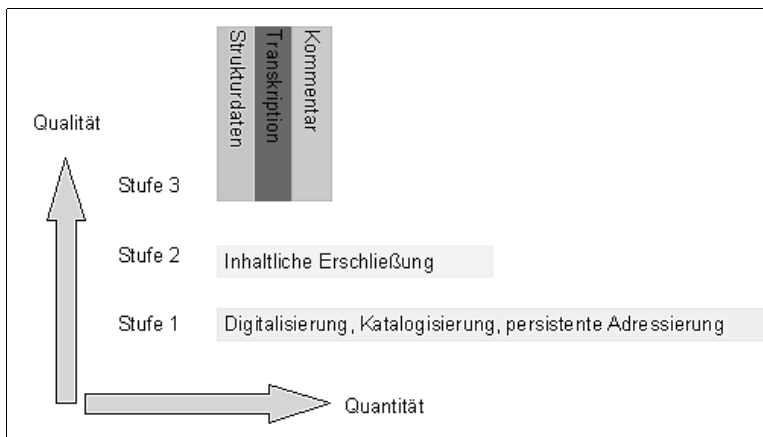 Kommentar
Transkription
Strukturdaten
Qualität
Stufe 3
Stufe 2
Inhaltliche Erschließung
Stufe 1
Digitalisierung, Katalogisierung, persistente Adressierung
Quantität